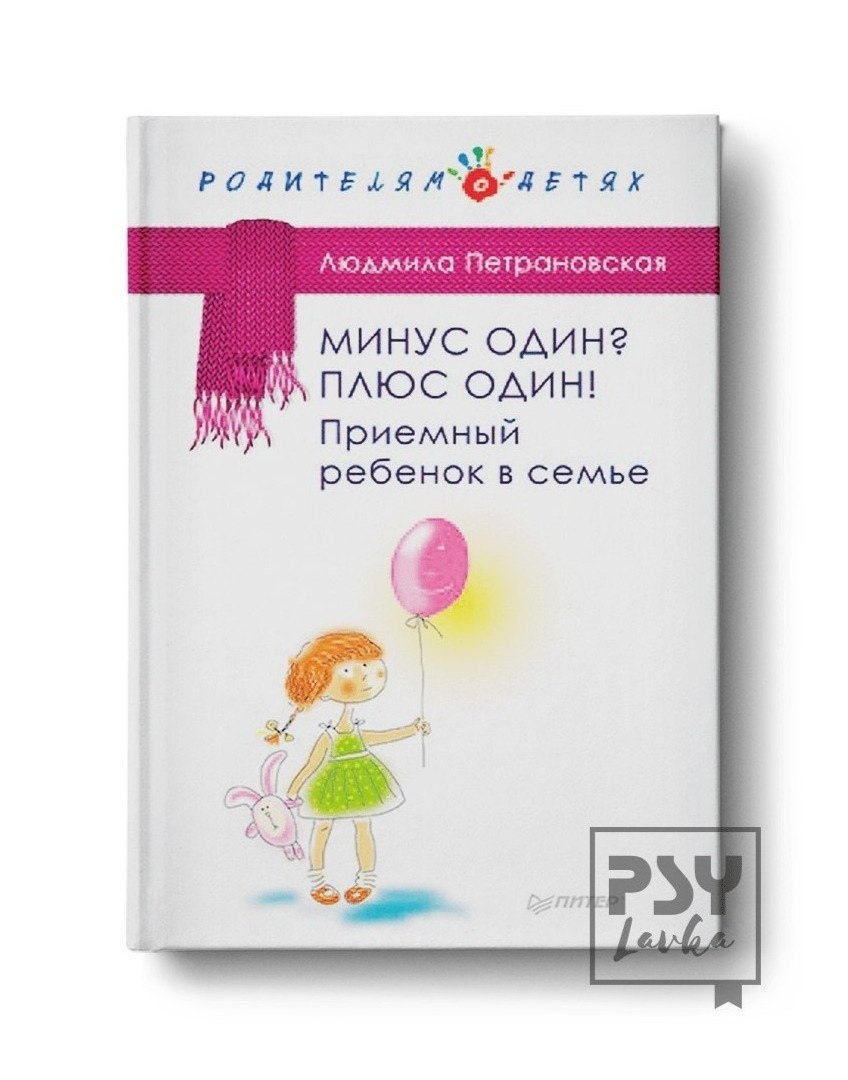 РОДИТЕЛЯМ О ДЕТЯХ
Людмила Петрановская
МИНУС ОДИН?
ПЛЮС ОДИН!
Приемный
ребенок в семье
ПИТЕР
PSY
Lavka